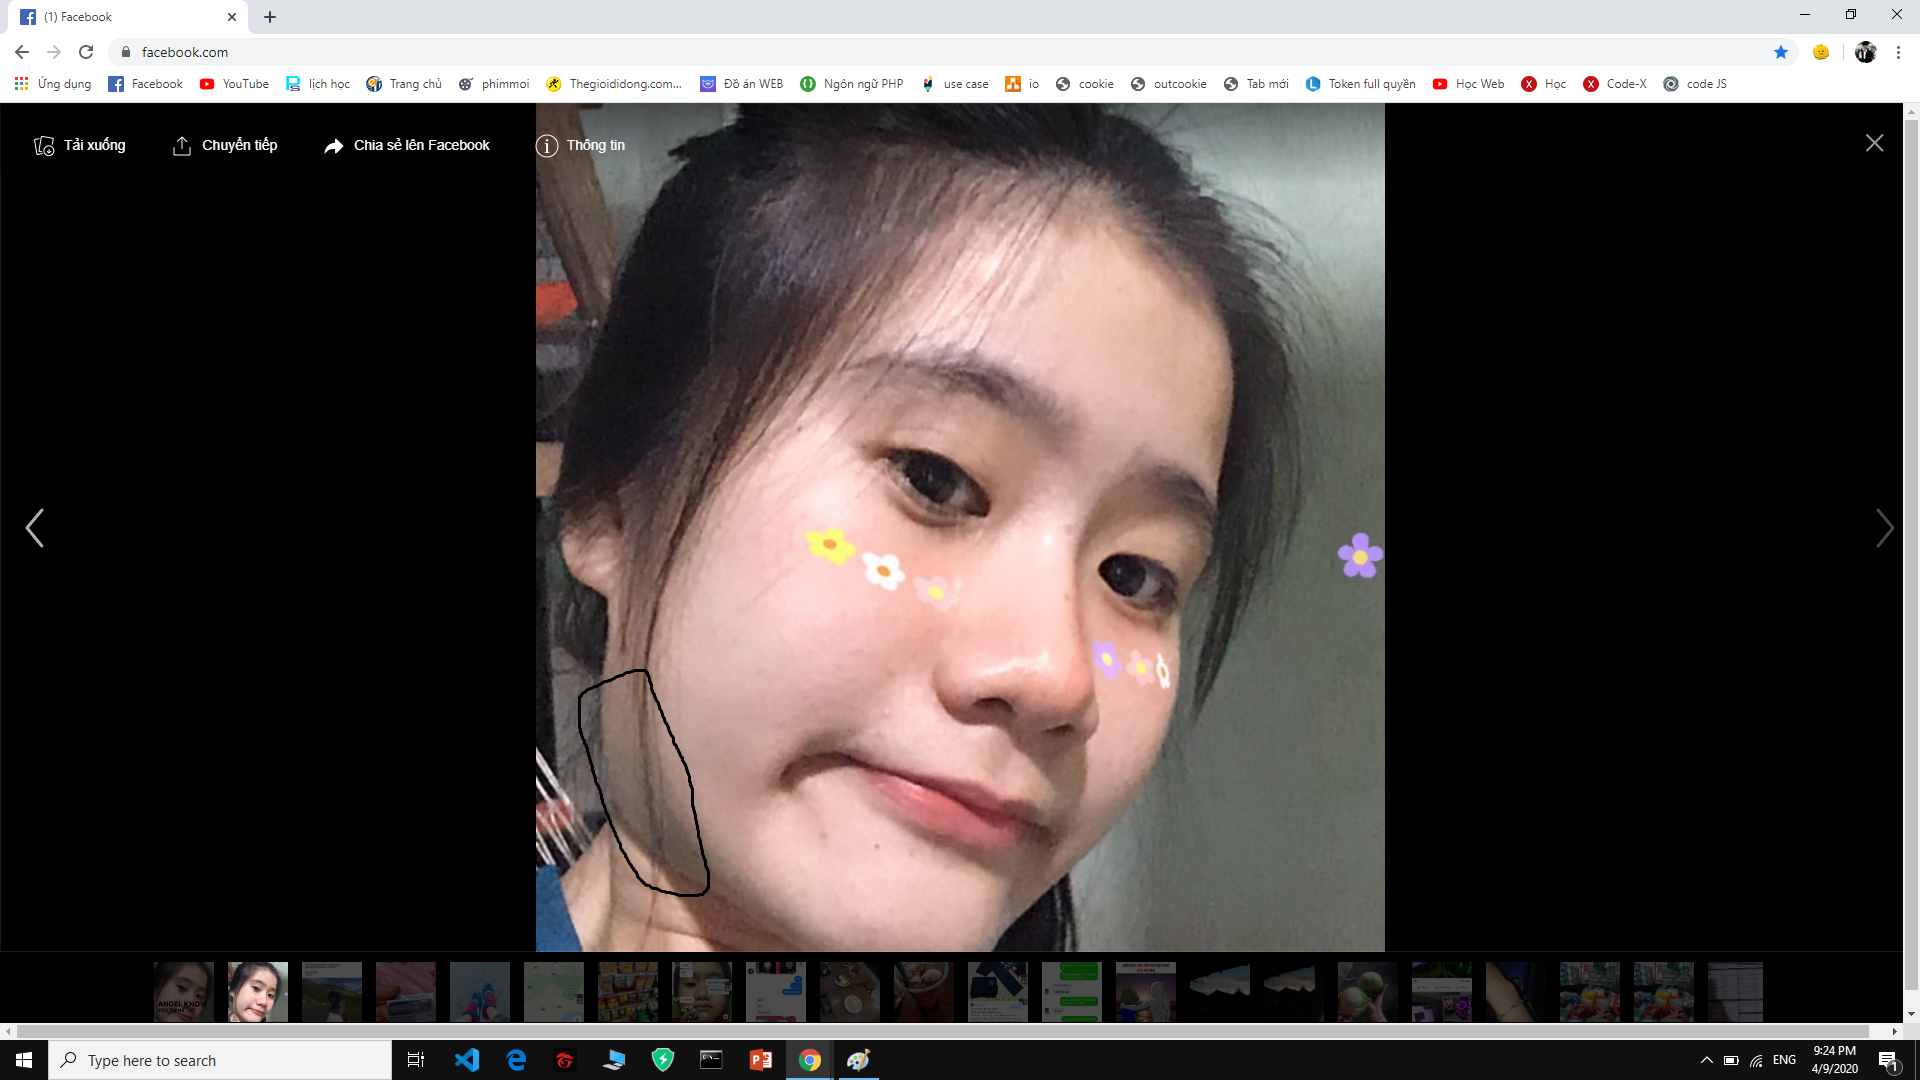 (1) Facebook
facebook.com
Ứng dụng Facebook YouTube lịch học Trang chủ phimmoi Thegioididong.com... Đồ án WEB Ngôn ngữ PHP use case io cookie outcookie Tab mới Token full quyền Học Web Học Code-X code JS
Tải xuống Chuyển tiếp Chia sẻ lên Facebook Thông tin
ANGEL KNOW
Type here to search
ENG
9:24 PM
4/9/2020
1